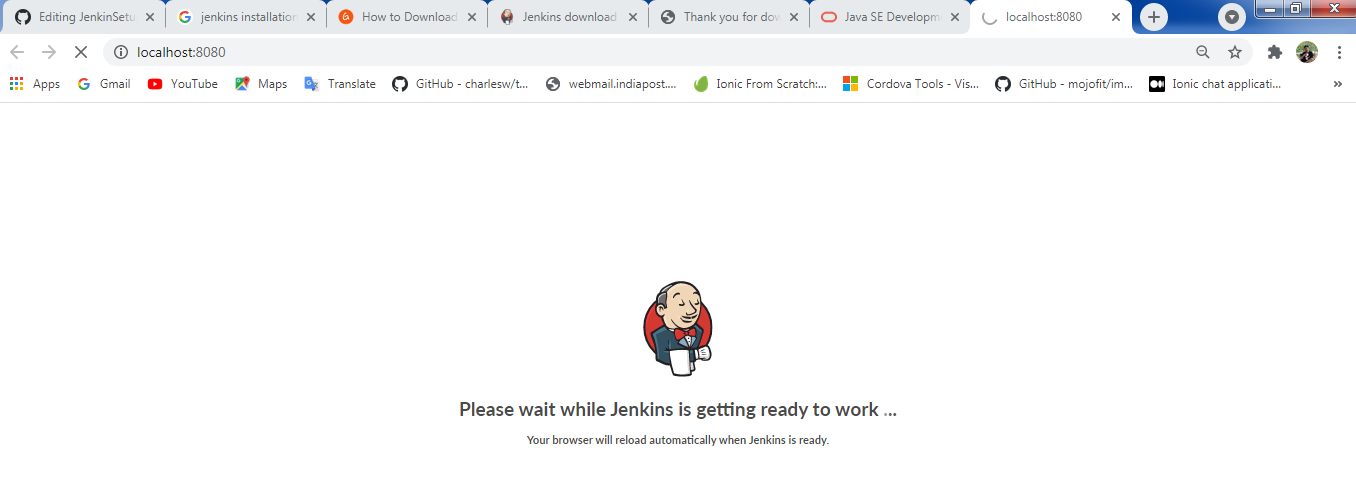 Editing JenkinSetu
jenkins installation
How to Download
Jenkins download
Thank you for dow
Java SE Developm
localhost:8080
localhost:8080
Apps
Gmail
YouTube
Maps
Translate
GitHub - charlesw/t...
webmail.indiapost....
Ionic From Scratch:...
Cordova Tools - Vis...
GitHub - mojofit/im...
Ionic chat applicati...
»
Please wait while Jenkins is getting ready to work ...
Your browser will reload automatically when Jenkins is ready.